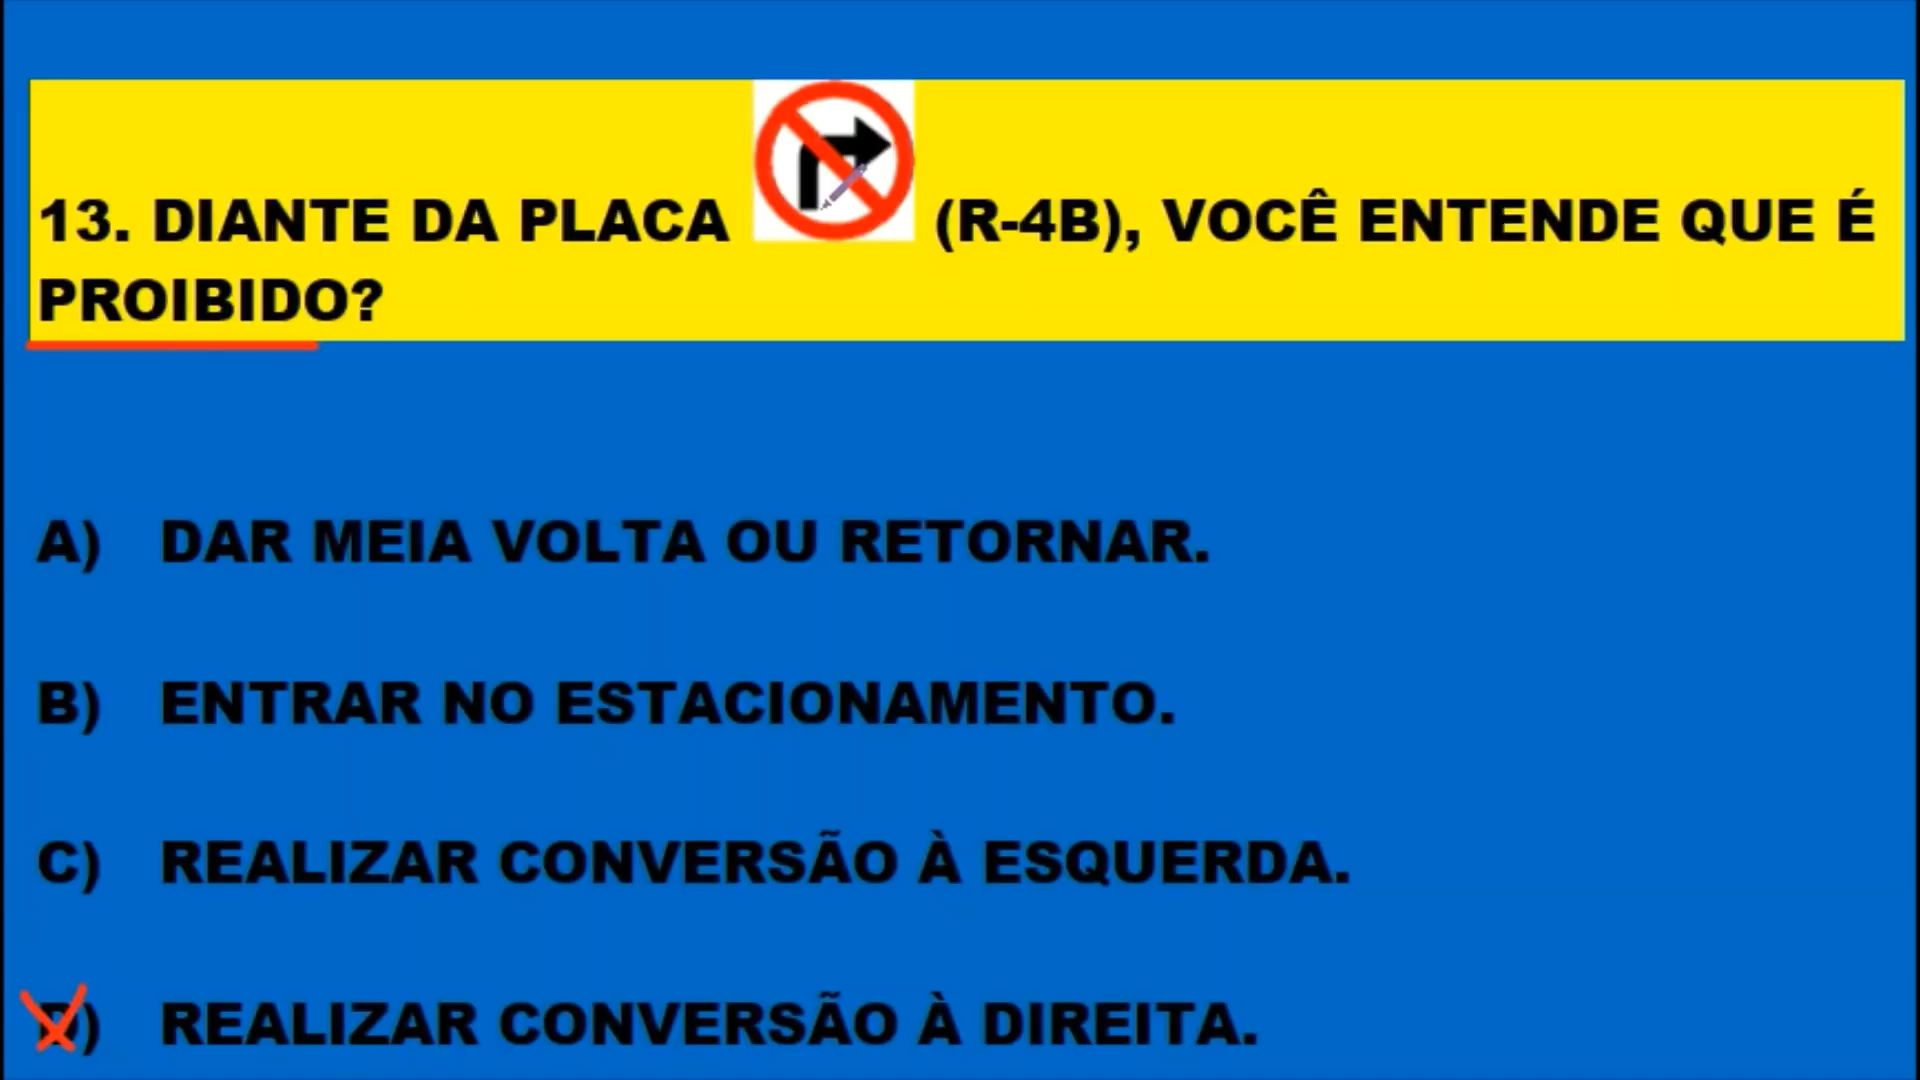 13. DIANTE DA PLACA (R-4B), VOCÊ ENTENDE QUE É
PROIBIDO?
A) DAR MEIA VOLTA OU RETORNAR.
B) ENTRAR NO ESTACIONAMENTO.
C) REALIZAR CONVERSÃO À ESQUERDA.
D) REALIZAR CONVERSÃO À DIREITA.